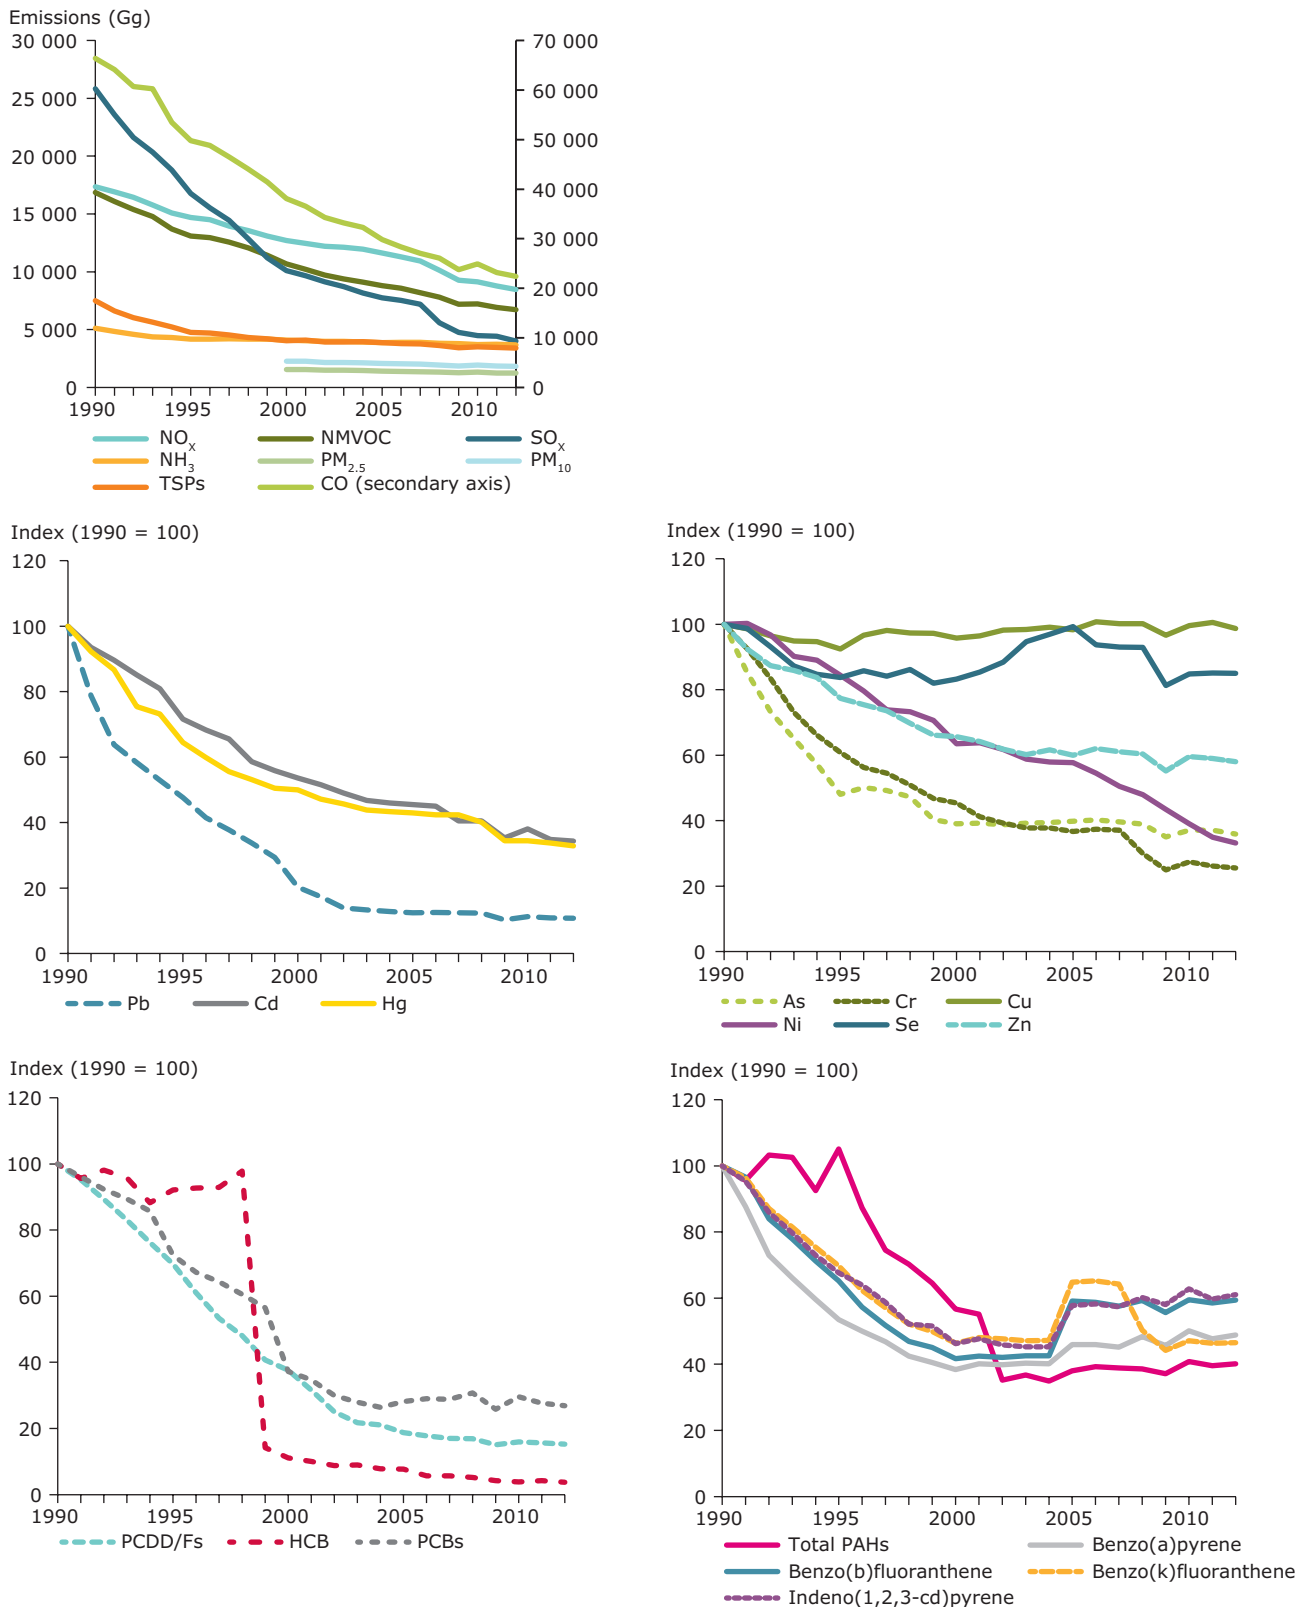 Emissions (Gg)
30 000
25 000
20 000
15 000
10 000
5 000
0
70 000
60 000
50 000
40 000
30 000
20 000
10 000
0
1990 1995 2000 2005 2010
NOx NMVOC SOx
NH3 PM2.5 PM10
TSPs CO (secondary axis)
Index (1990 = 100)
120
100
80
60
40
20
0
1990 1995 2000 2005 2010
Pb Cd Hg
Index (1990 = 100)
120
100
80
60
40
20
0
1990 1995 2000 2005 2010
As Cr Cu
Ni Se Zn
Index (1990 = 100)
120
100
80
60
40
20
0
1990 1995 2000 2005 2010
PCDD/Fs HCB PCBs
Index (1990 = 100)
120
100
80
60
40
20
0
1990 1995 2000 2005 2010
Total PAHs Benzo(a)pyrene
Benzo(b)fluoranthene Benzo(k)fluoranthene
Indeno(1,2,3-cd)pyrene